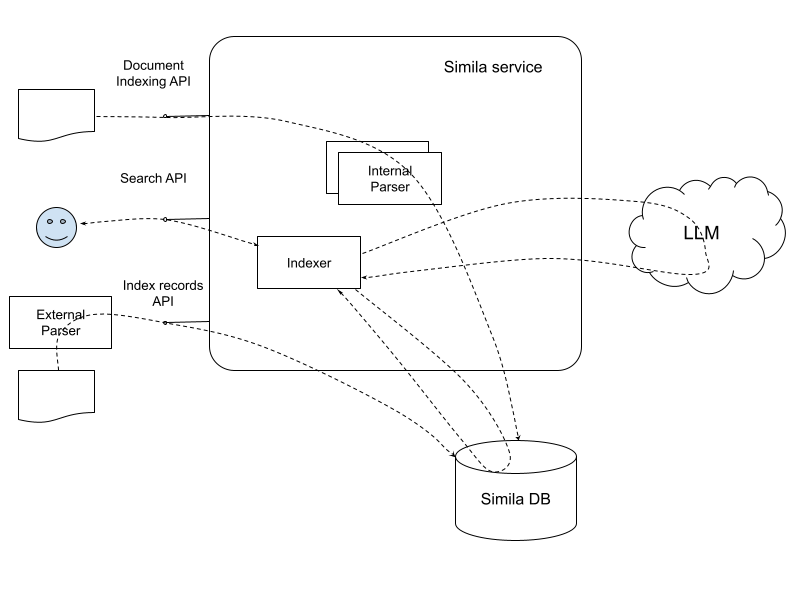 Document
Indexing API
Simila service
Internal
Parser
Search API
LLM
Indexer
Index records
API
External
Parser
Simila DB